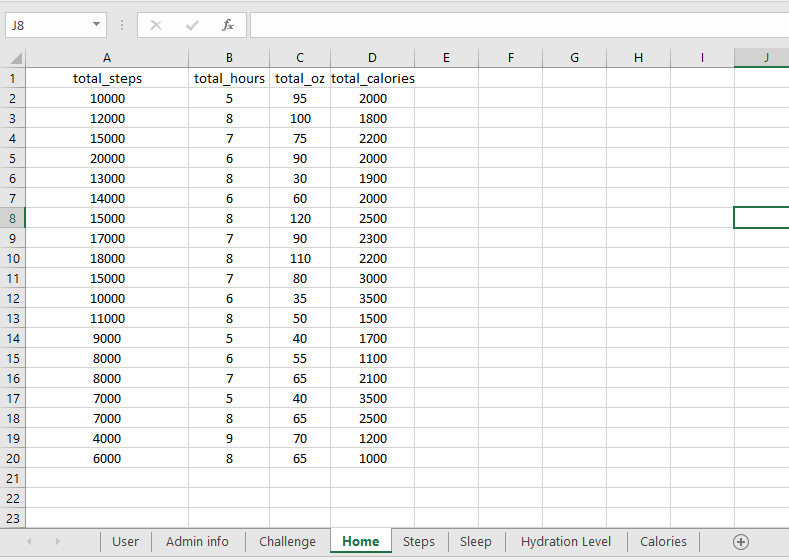 J8 fx
A B C D E F G H I J
1 total_steps total_hours total_oz total_calories
2 10000 5 95 2000
3 12000 8 100 1800
4 15000 7 75 2200
5 20000 6 90 2000
6 13000 8 30 1900
7 14000 6 60 2000
8 15000 8 120 2500
9 17000 7 90 2300
10 18000 8 110 2200
11 15000 7 80 3000
12 10000 6 35 3500
13 11000 8 50 1500
14 9000 5 40 1700
15 8000 6 55 1100
16 8000 7 65 2100
17 7000 5 40 3500
18 7000 8 65 2500
19 4000 9 70 1200
20 6000 8 65 1000
21
22
23
User Admin info Challenge Home Steps Sleep Hydration Level Calories